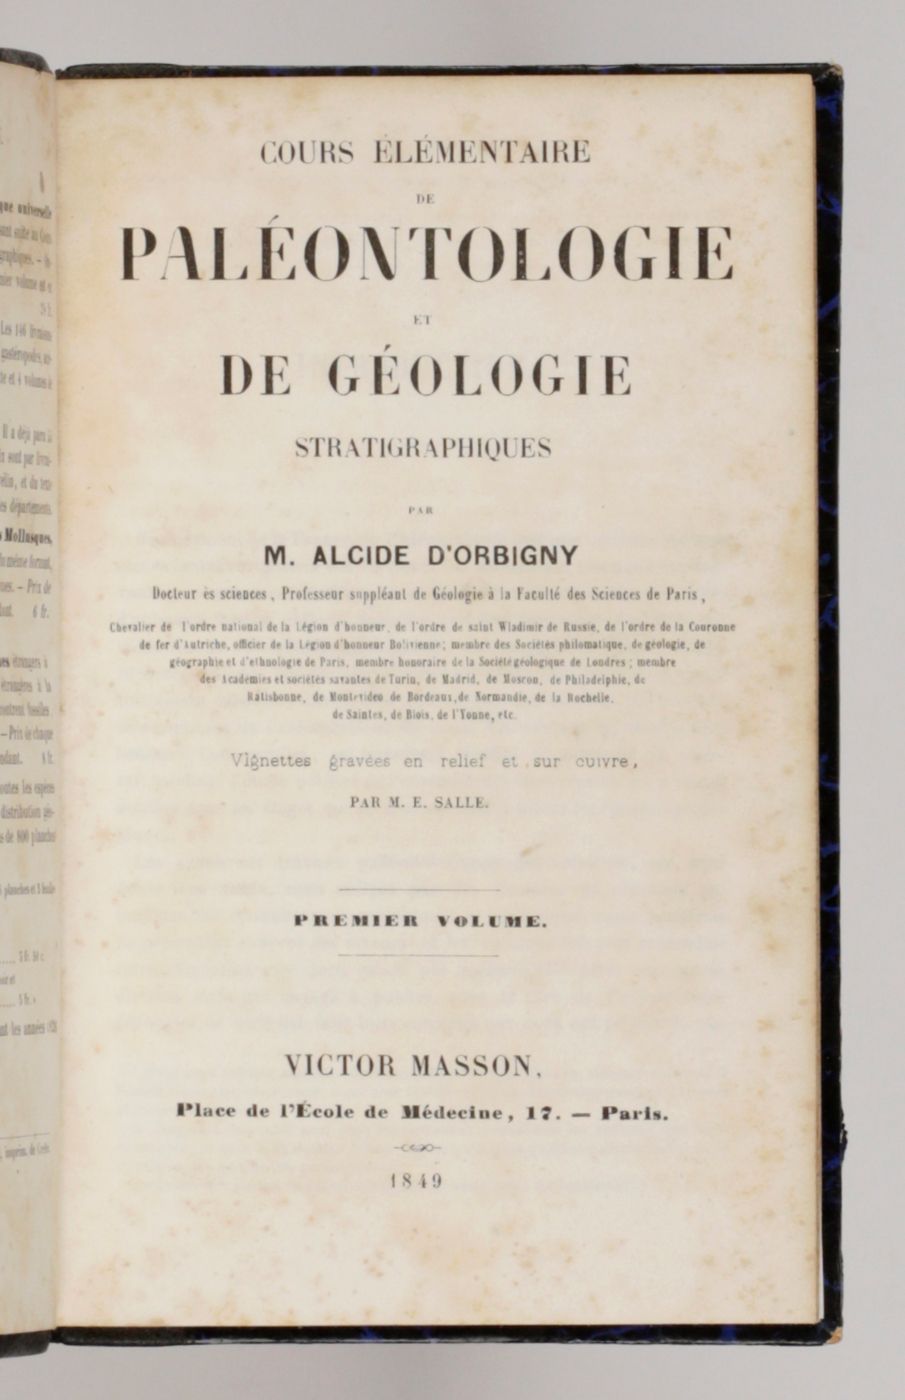 COURS ÉLÉMENTAIRE
DE
PALÉONTOLOGIE
ET
DE GÉOLOGIE
STRATIGRAPHIQUES
PAR
M. ALCIDE D'ORBIGNY
Docteur ès sciences, Professeur suppléant de Géologie à la Faculté des Sciences de Paris,
Chevalier de l'ordre national de la Légion d'honneur, de l'ordre de saint Wladimir de Russie, de l'ordre de la Couronne
de fer d'Autriche, officier de la Légion d'honneur Bolivienne; membre des Sociétés philomatique, de géologie, de
géographie et d'ethnologie de Paris, membre honoraire de la Société géologique de Londres; membre
des Académies et sociétés savantes de Turin, de Madrid, de Moscou, de Philadelphie, de
Ratisbonne, de Montevideo de Bordeaux, de Normandie, de la Rochelle,
de Saintes, de Blois, de l'Yonne, etc.
Vignettes gravées en relief et sur cuivre,
PAR M. E. SALLE.
PREMIER VOLUME.
VICTOR MASSON,
Place de l'École de Médecine, 17. — Paris.
1849